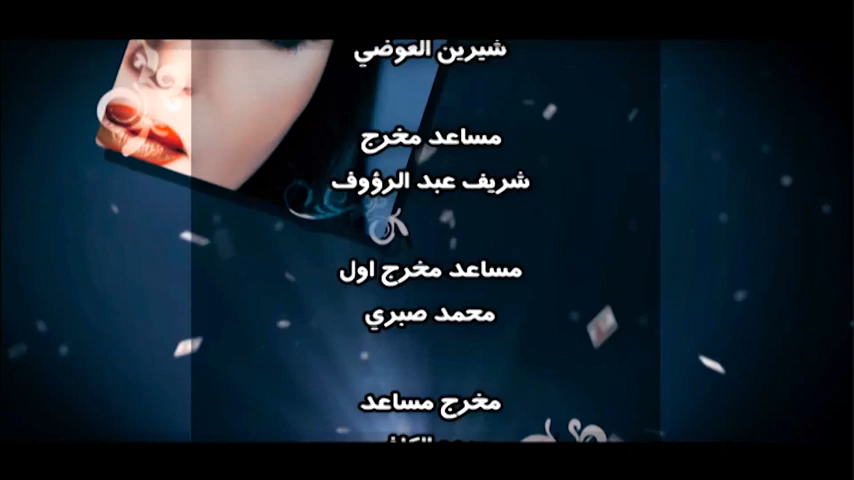 شيرين العوضي
مساعد مخرج
شريف عبد الرؤوف
مساعد مخرج اول
محمد صبري
مخرج مساعد